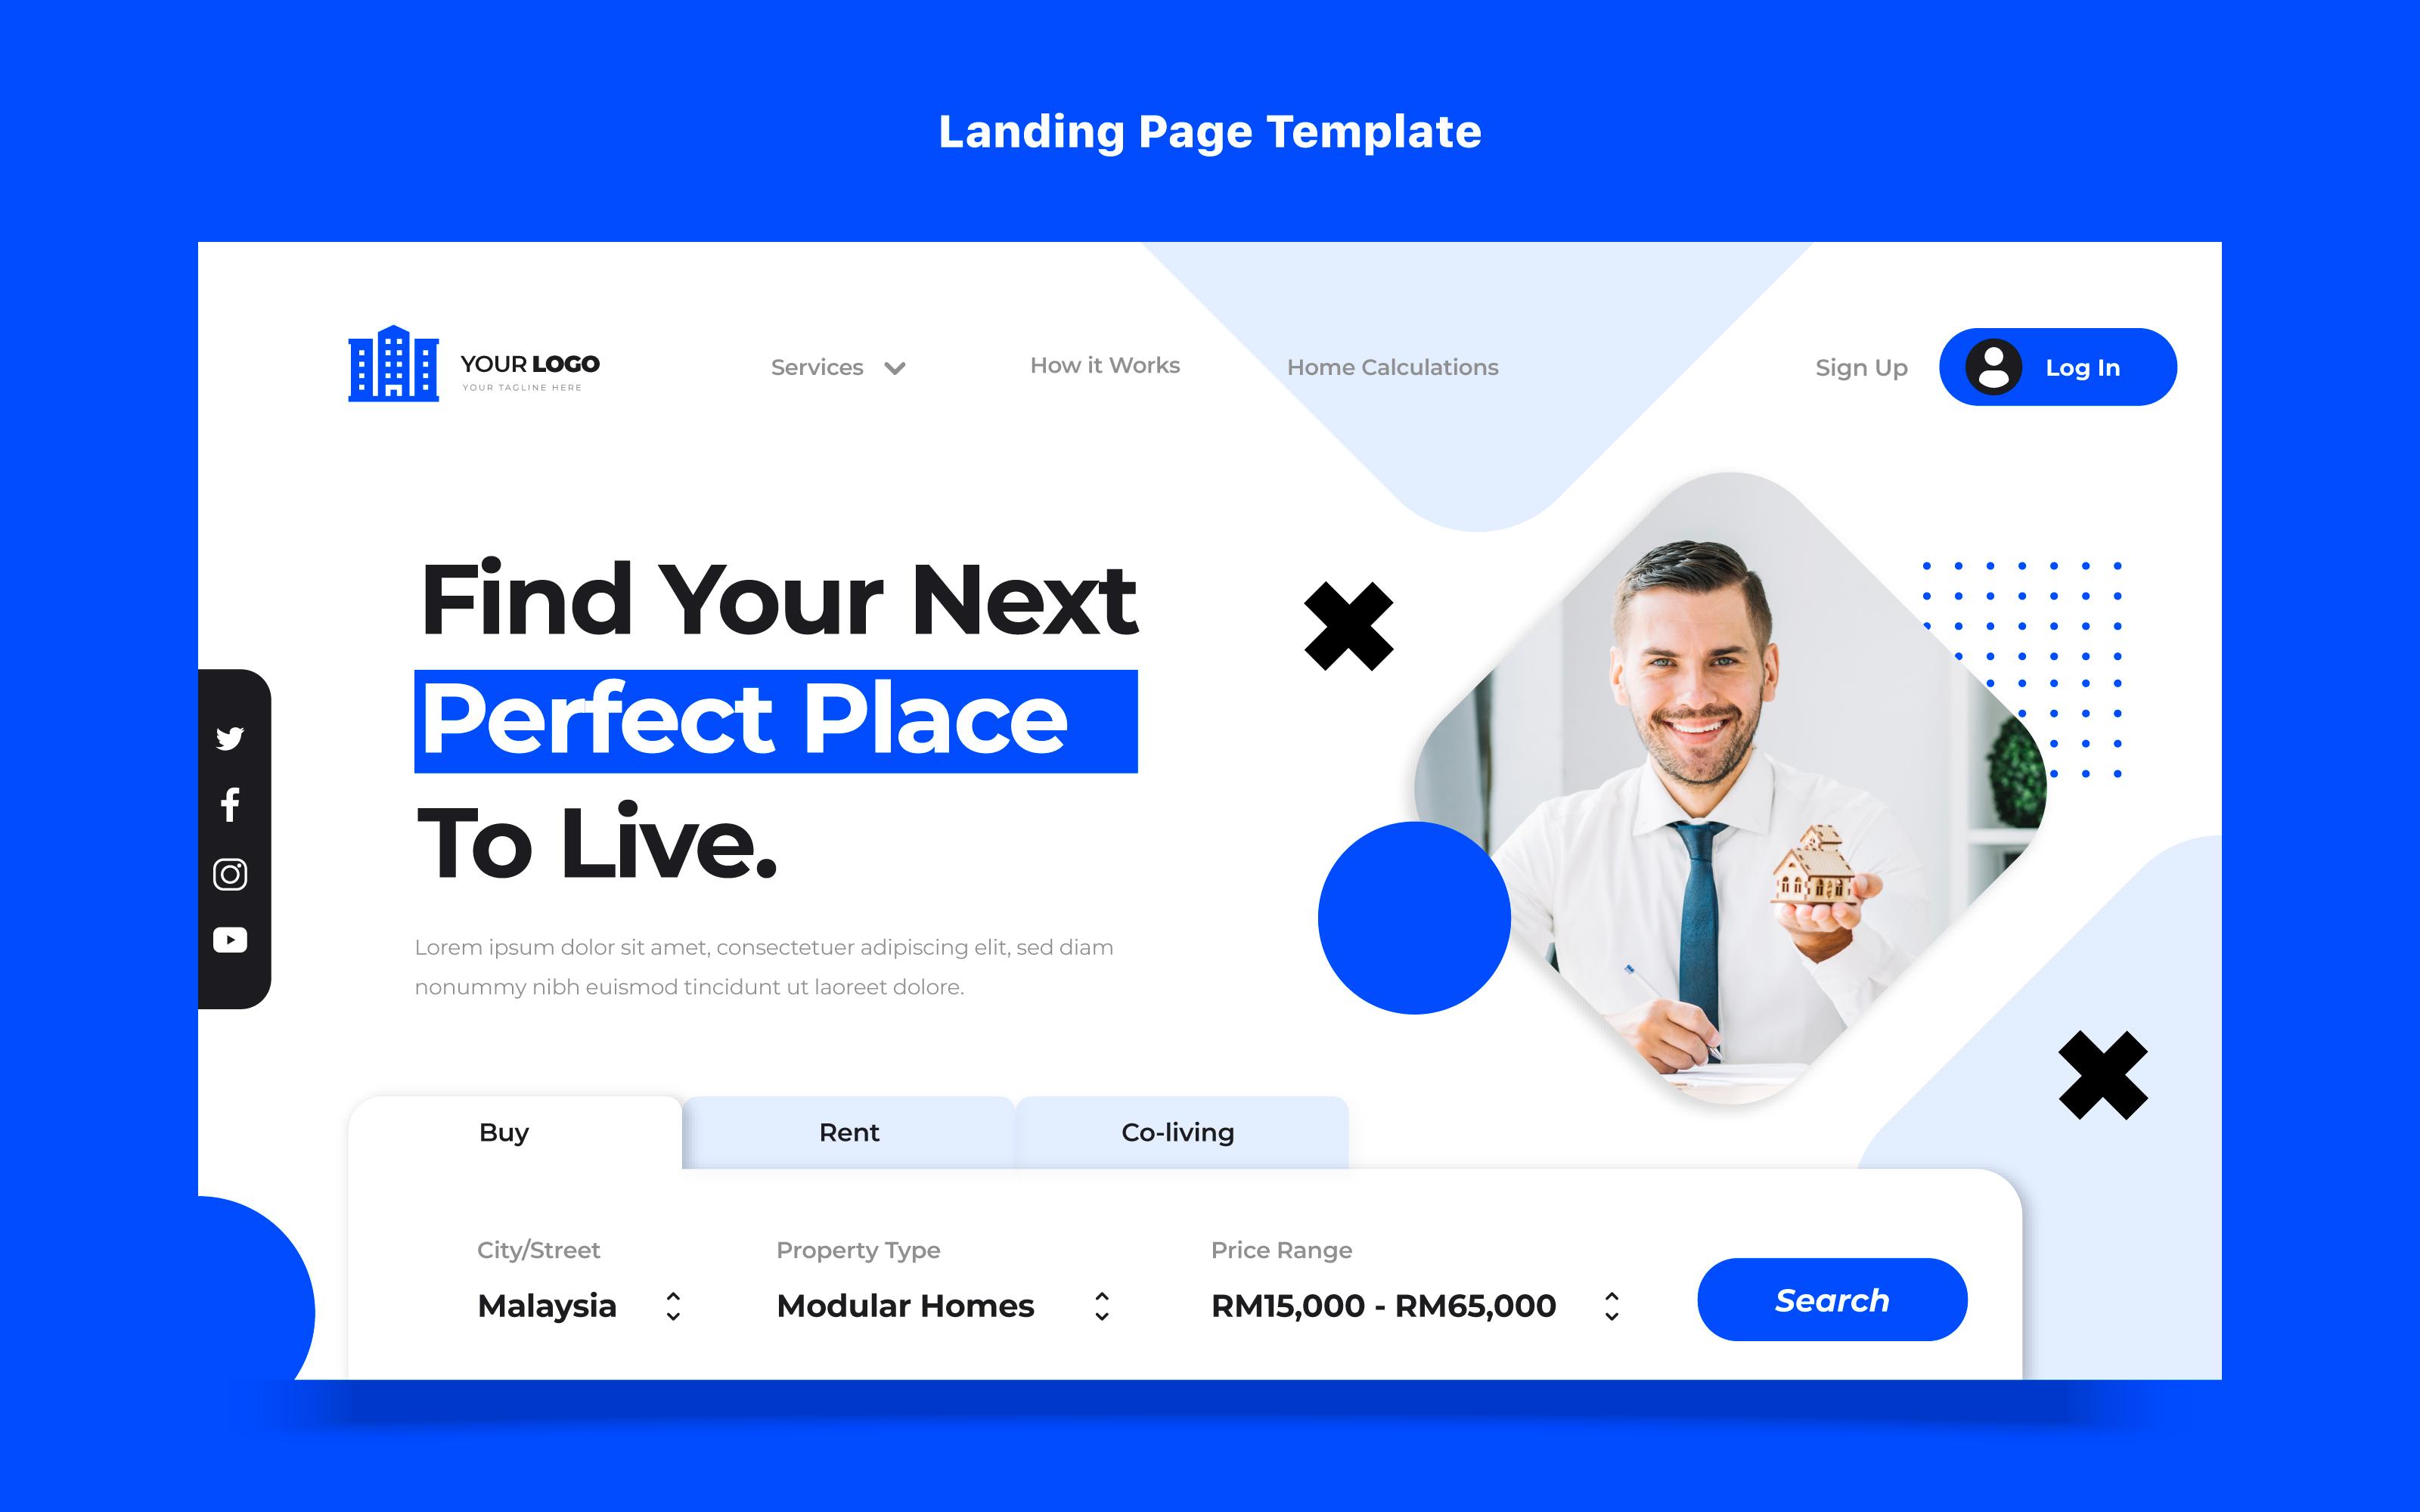 Landing Page Template
YOUR LOGO
YOUR TAGLINE HERE
Services
How it Works
Home Calculations
Sign Up
Log In
Find Your Next
Perfect Place
To Live.
Lorem ipsum dolor sit amet, consectetuer adipiscing elit, sed diam
nonummy nibh euismod tincidunt ut laoreet dolore.
Buy
Rent
Co-living
City/Street
Malaysia
Property Type
Modular Homes
Price Range
RM15,000 - RM65,000
Search